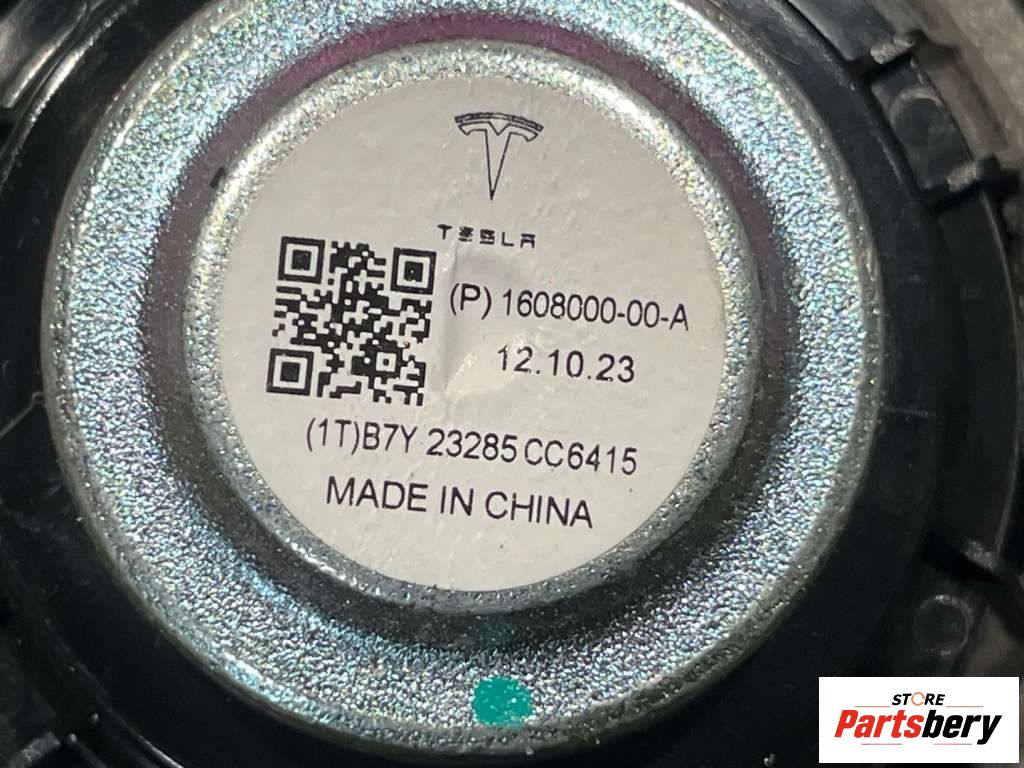 TESLA
(P) 1608000-00-A
12.10.23
(1T)B7Y 23285 CC6415
MADE IN CHINA
STORE
Partsbery